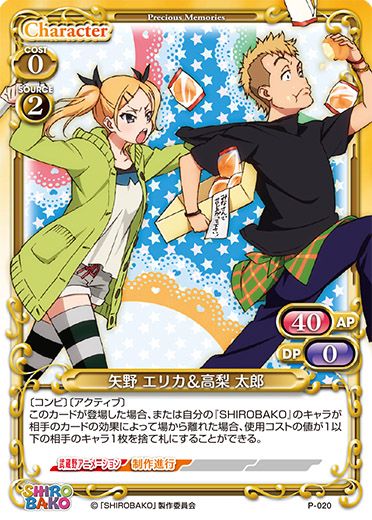 Precious Memories
Character
COST
0
SOURCE
2
40 AP
DP 0
矢野 エリカ&高梨 太郎
〔コンビ〕〔アクティブ〕
このカードが登場した場合、または自分の『SHIROBAKO』のキャラが
相手のカードの効果によって場から離れた場合、使用コストの値が1以
下の相手のキャラ1枚を捨て札にすることができる。
武蔵野アニメーション 制作進行
SHIRO
BAKO
©「SHIROBAKO」製作委員会
P-020